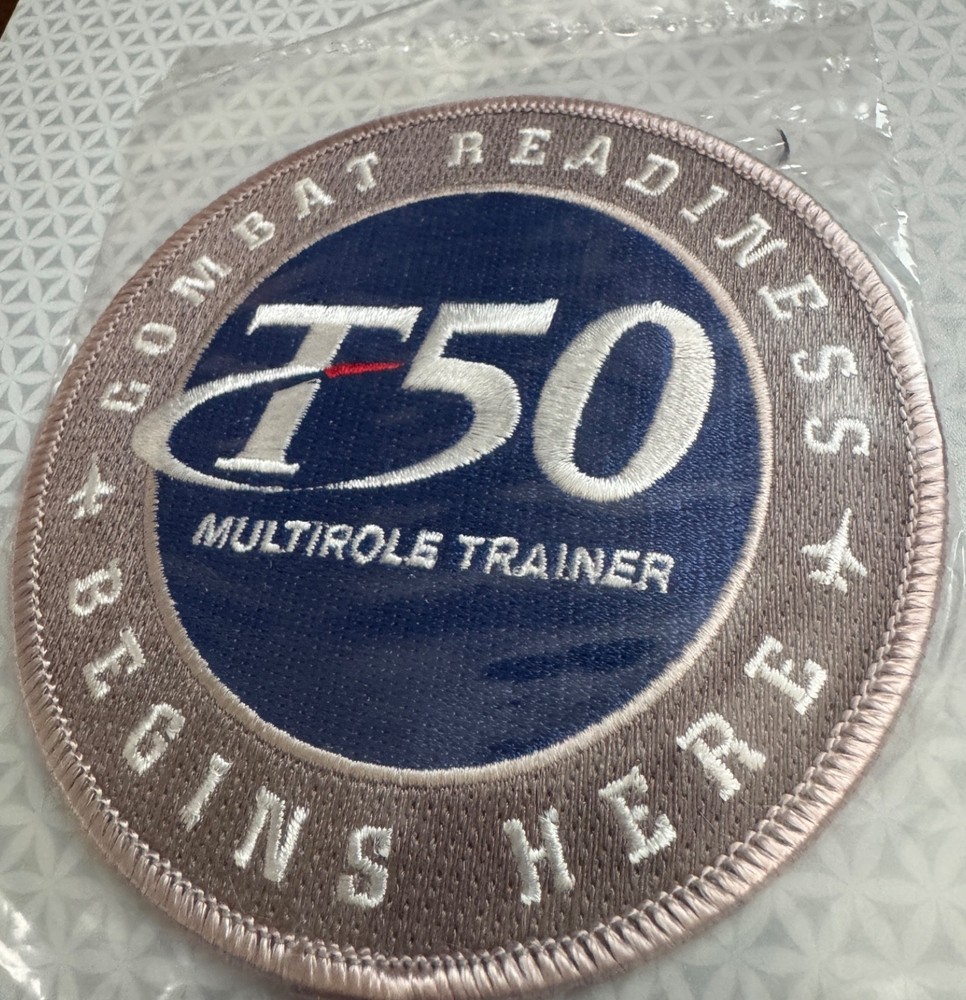 COMBAT READINESS
T50
MULTIROLE TRAINER
BEGINS HERE